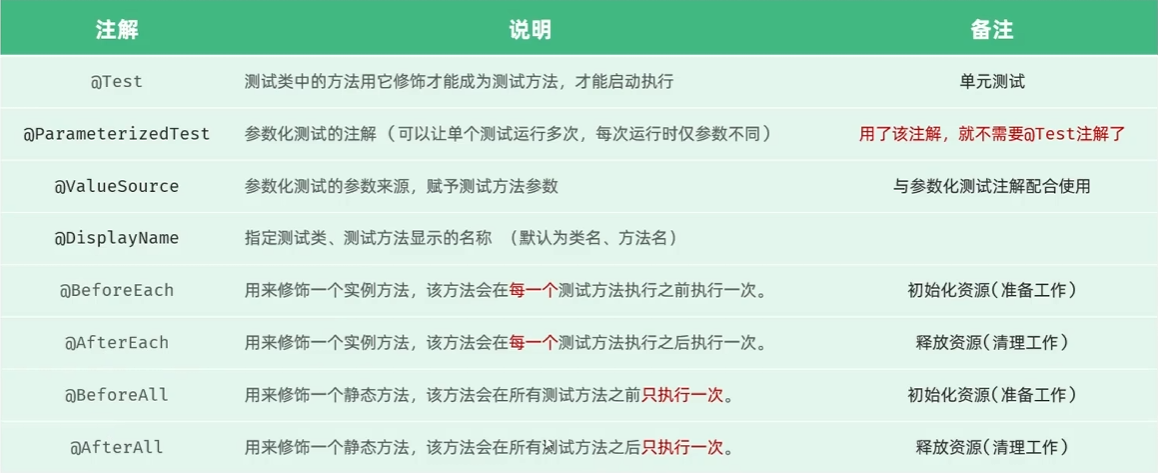 注解 说明 备注
@Test 测试类中的方法用它修饰才能成为测试方法，才能启动执行 单元测试
@ParameterizedTest 参数化测试的注解（可以让单个测试运行多次，每次运行时仅参数不同） 用了该注解，就不需要@Test注解了
@ValueSource 参数化测试的参数来源，赋予测试方法参数 与参数化测试注解配合使用
@DisplayName 指定测试类、测试方法显示的名称 （默认为类名、方法名）
@BeforeEach 用来修饰一个实例方法，该方法会在每一个测试方法执行之前执行一次。 初始化资源(准备工作)
@AfterEach 用来修饰一个实例方法，该方法会在每一个测试方法执行之后执行一次。 释放资源(清理工作)
@BeforeAll 用来修饰一个静态方法，该方法会在所有测试方法之前只执行一次。 初始化资源(准备工作)
@AfterAll 用来修饰一个静态方法，该方法会在所有测试方法之后只执行一次。 释放资源(清理工作)